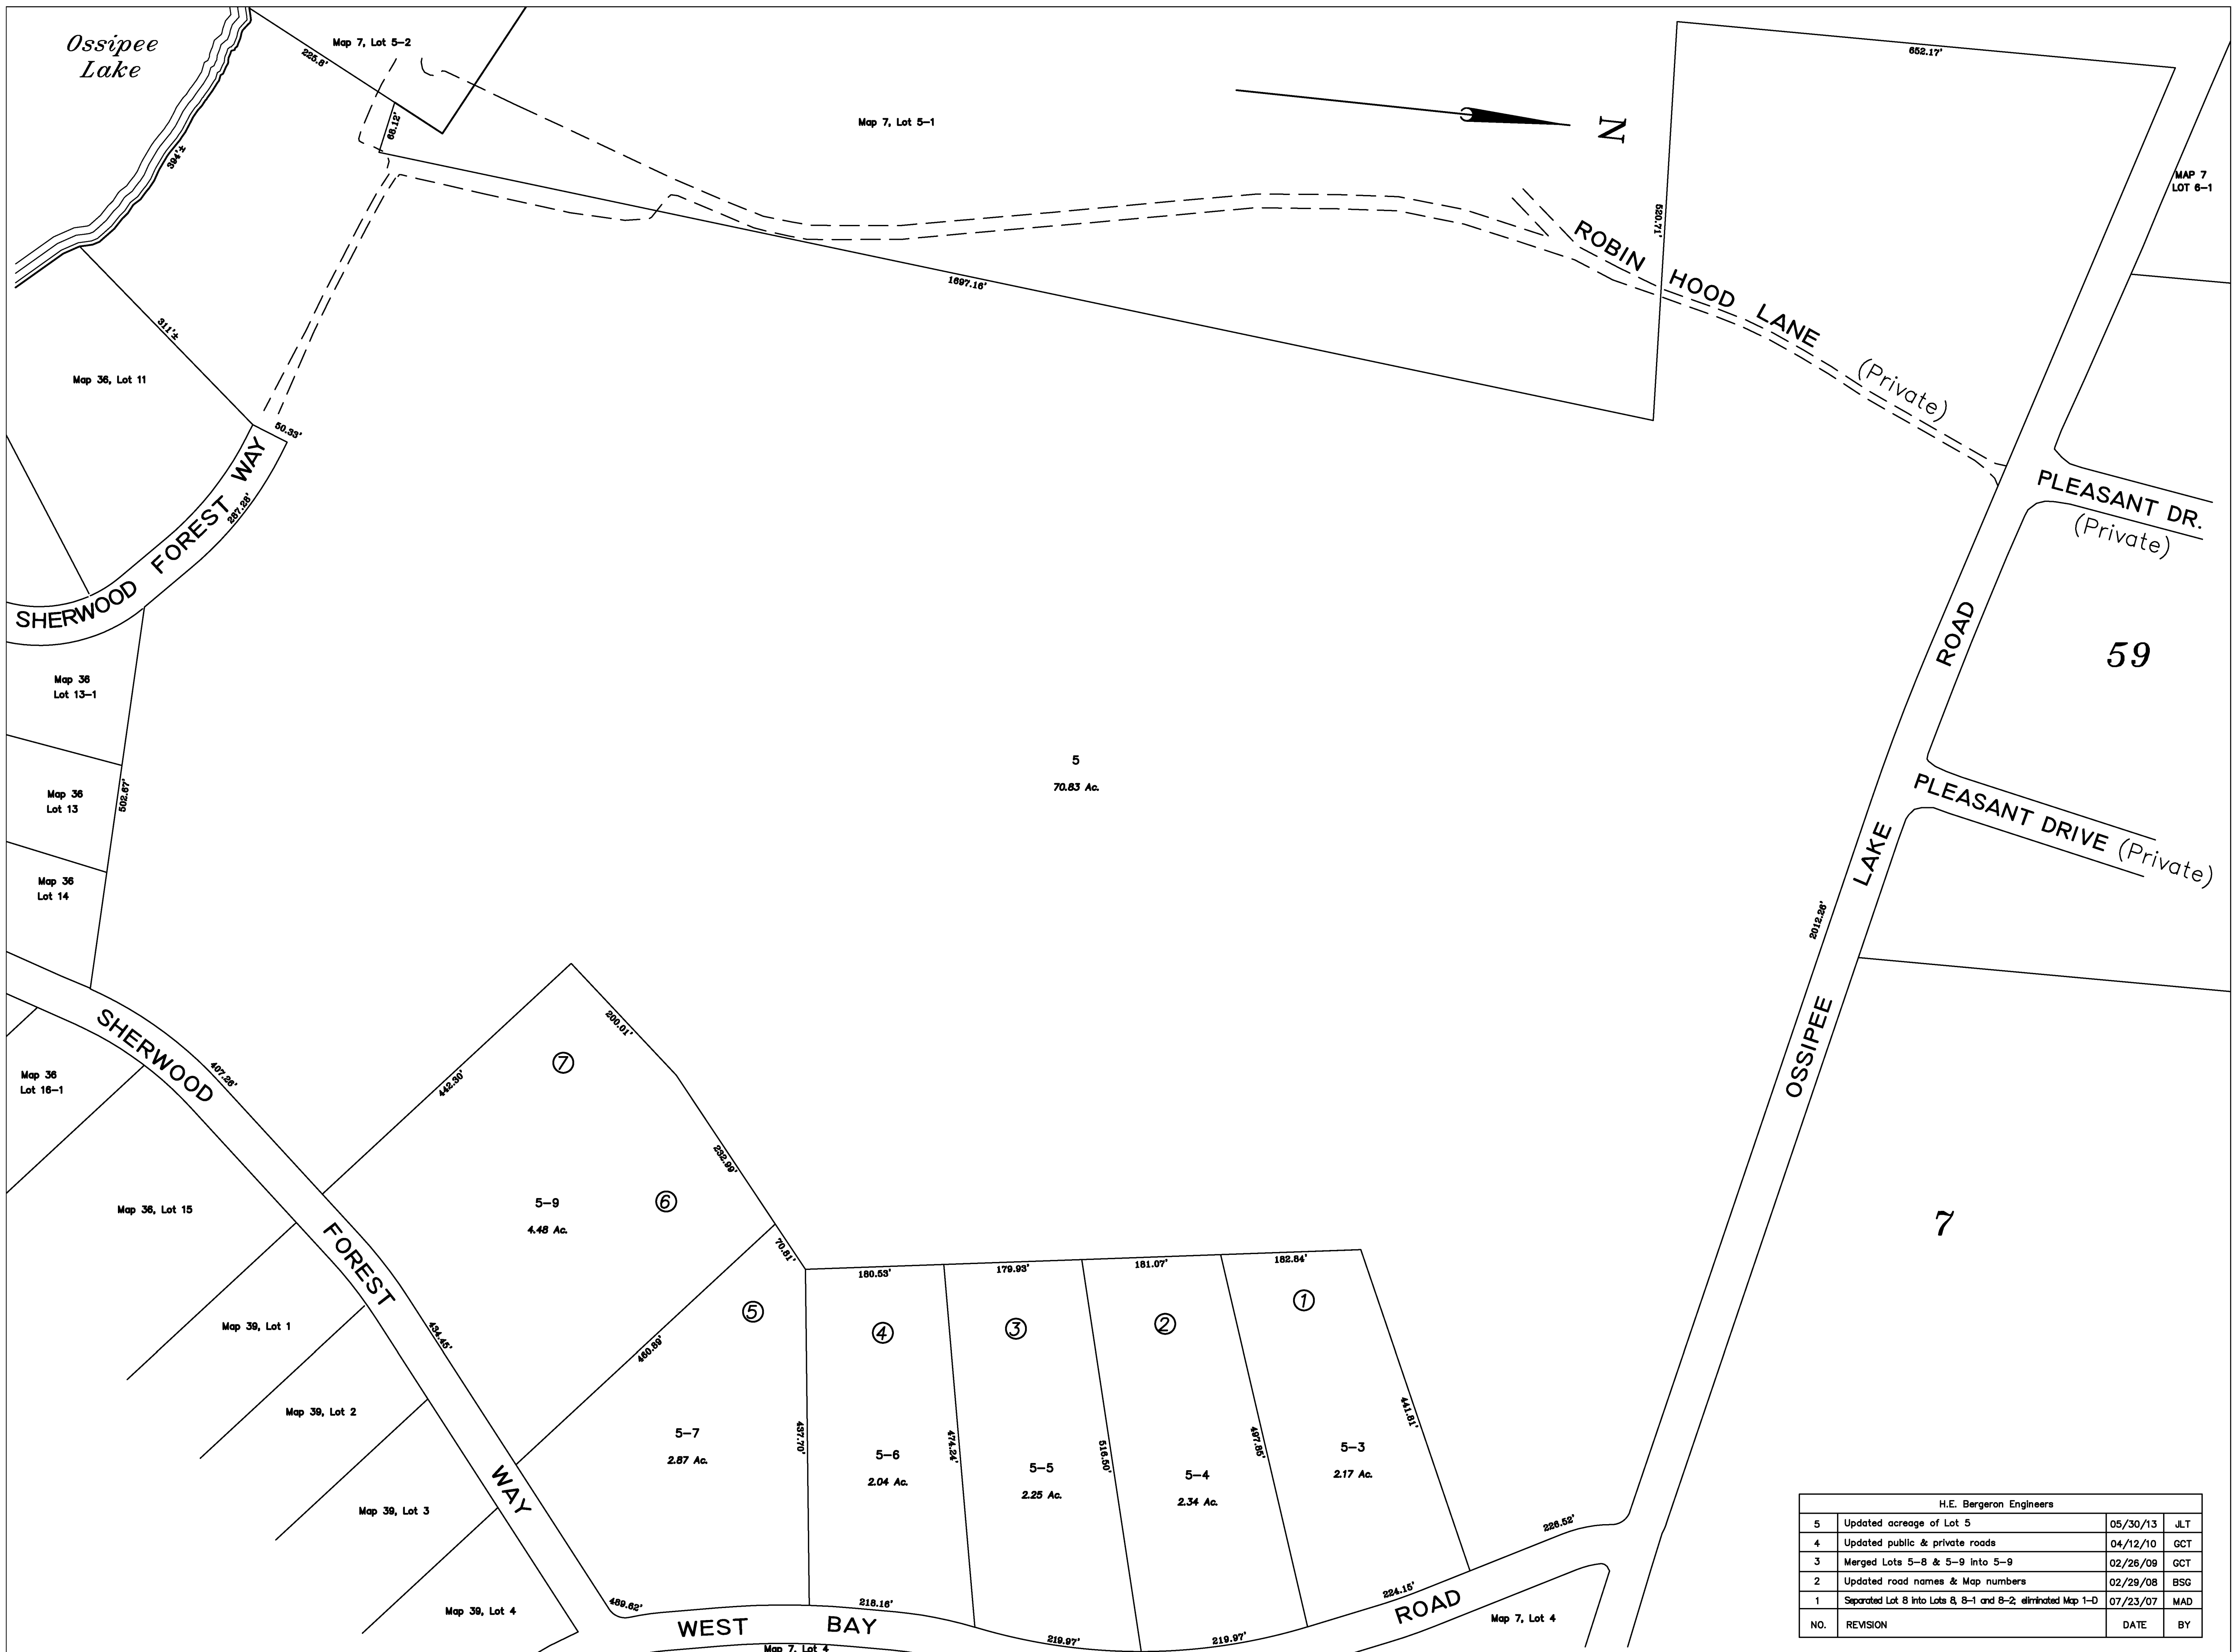 Ossipee
Lake
Map 7, Lot 5-2
225.8'
68.12'
394'±
Map 7, Lot 5-1
N
652.17'
MAP 7
LOT 6-1
520.71'
1697.16'
ROBIN HOOD LANE (Private)
311'±
Map 36, Lot 11
50.33'
287.28'
SHERWOOD FOREST WAY
PLEASANT DR.
(Private)
59
Map 36
Lot 13-1
Map 36
Lot 13
502.67'
Map 36
Lot 14
5
70.83 Ac.
PLEASANT DRIVE (Private)
OSSIPEE LAKE ROAD
2012.26'
7
SHERWOOD FOREST WAY
407.26'
Map 36
Lot 16-1
Map 36, Lot 15
442.30'
200.01'
7
232.99'
6
5-9
4.48 Ac.
70.81'
434.45'
460.89'
Map 39, Lot 1
Map 39, Lot 2
Map 39, Lot 3
Map 39, Lot 4
5
5-7
2.87 Ac.
437.70'
489.62'
180.53'
4
5-6
2.04 Ac.
474.24'
218.16'
179.93'
3
5-5
2.25 Ac.
516.50'
219.97'
181.07'
2
5-4
2.34 Ac.
497.85'
219.97'
182.84'
1
5-3
2.17 Ac.
441.81'
224.15'
226.52'
WEST BAY ROAD
Map 7, Lot 4
Map 7, Lot 4
H.E. Bergeron Engineers
5 Updated acreage of Lot 5 05/30/13 JLT
4 Updated public & private roads 04/12/10 GCT
3 Merged Lots 5-8 & 5-9 into 5-9 02/26/09 GCT
2 Updated road names & Map numbers 02/29/08 BSG
1 Separated Lot 8 into Lots 8, 8-1 and 8-2; eliminated Map 1-D 07/23/07 MAD
NO. REVISION DATE BY